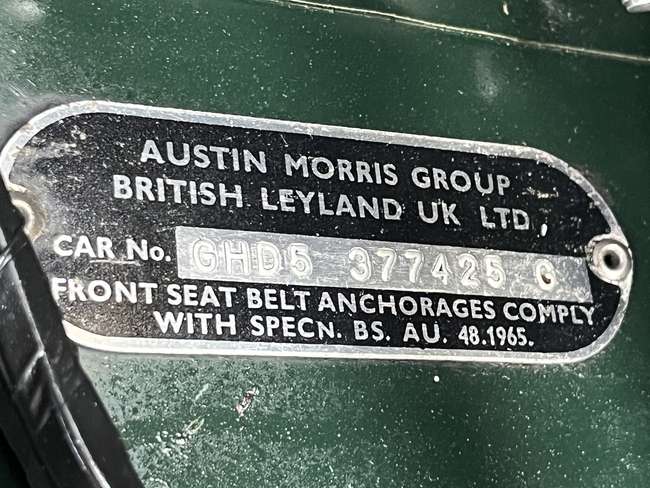 AUSTIN MORRIS GROUP
BRITISH LEYLAND UK LTD,
CAR No. GHD5 377425 G
FRONT SEAT BELT ANCHORAGES COMPLY
WITH SPECN. BS. AU. 48.1965.